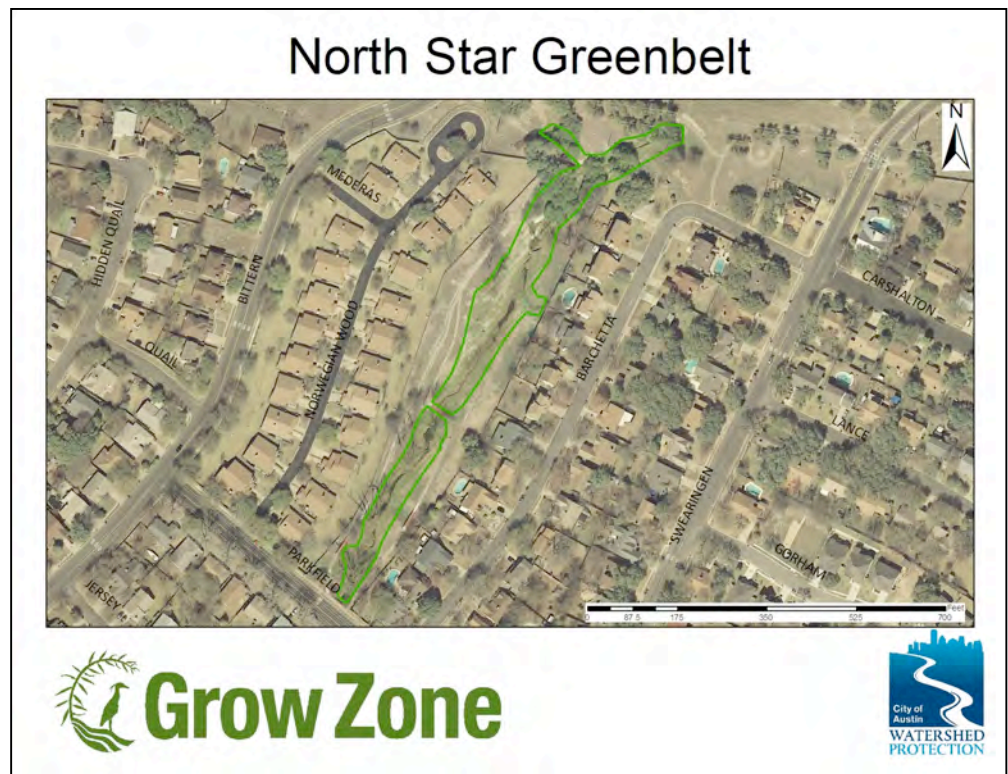 North Star Greenbelt
N
MEDERAS
HIDDEN QUAIL
BITTERN
CARSHALTON
QUAIL
NORWEGIAN WOOD
BARCHETTA
LANCE
SWEARINGEN
GORHAM
PARKFIELD
JERSEY
Feet
0 87.5 175 350 525 700
Grow Zone
City of
Austin
WATERSHED
PROTECTION